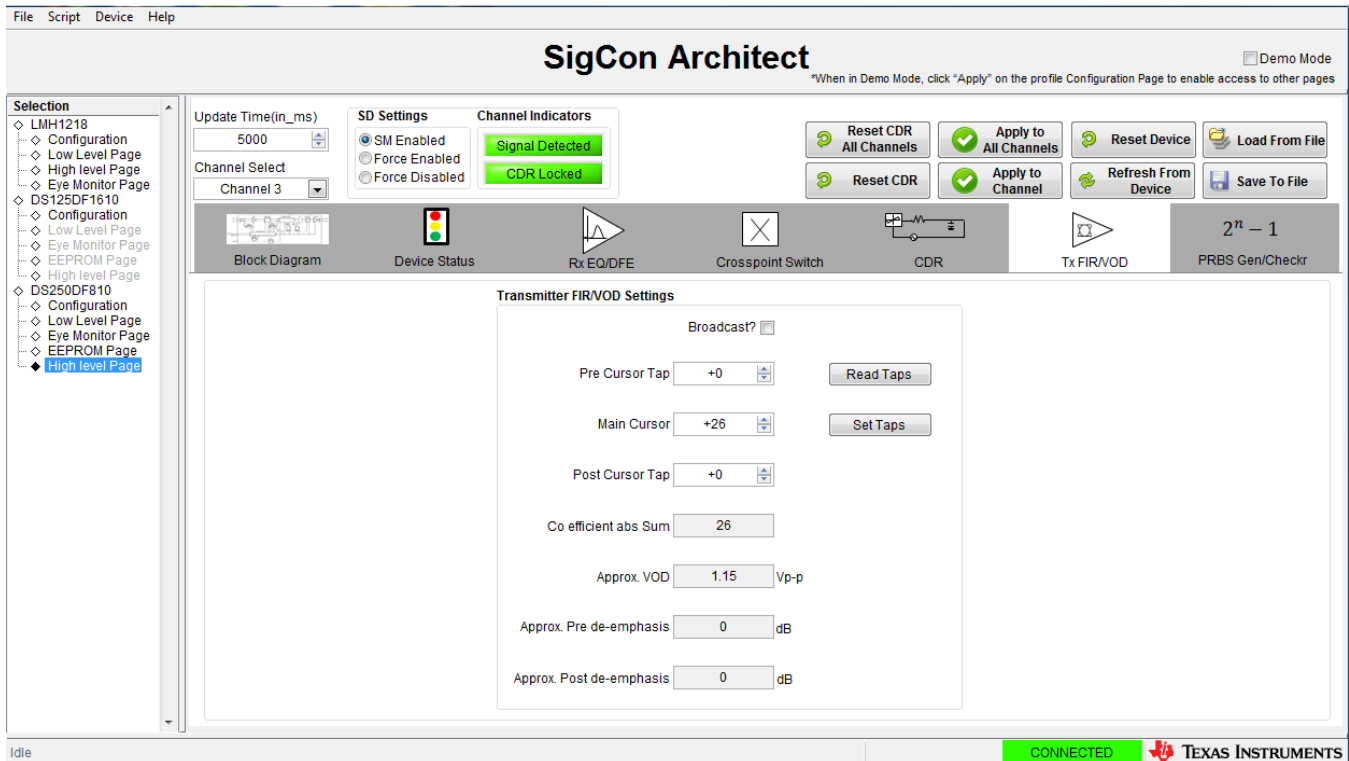 File Script Device Help
SigCon Architect
Demo Mode
*When in Demo Mode, click "Apply" on the profile Configuration Page to enable access to other pages
Selection
LMH1218
Configuration
Low Level Page
High level Page
Eye Monitor Page
DS125DF1610
Configuration
Low Level Page
Eye Monitor Page
EEPROM Page
High level Page
DS250DF810
Configuration
Low Level Page
Eye Monitor Page
EEPROM Page
High level Page
Update Time(in_ms)
5000
Channel Select
Channel 3
SD Settings
SM Enabled
Force Enabled
Force Disabled
Channel Indicators
Signal Detected
CDR Locked
Reset CDR
All Channels
Apply to
All Channels
Reset Device
Load From File
Reset CDR
Apply to
Channel
Refresh From
Device
Save To File
Block Diagram
Device Status
Rx EQ/DFE
Crosspoint Switch
CDR
Tx FIR/VOD
2ⁿ − 1
PRBS Gen/Checkr
Transmitter FIR/VOD Settings
Broadcast?
Pre Cursor Tap +0 Read Taps
Main Cursor +26 Set Taps
Post Cursor Tap +0
Co efficient abs Sum 26
Approx. VOD 1.15 Vp-p
Approx. Pre de-emphasis 0 dB
Approx. Post de-emphasis 0 dB
Idle
CONNECTED
TEXAS INSTRUMENTS